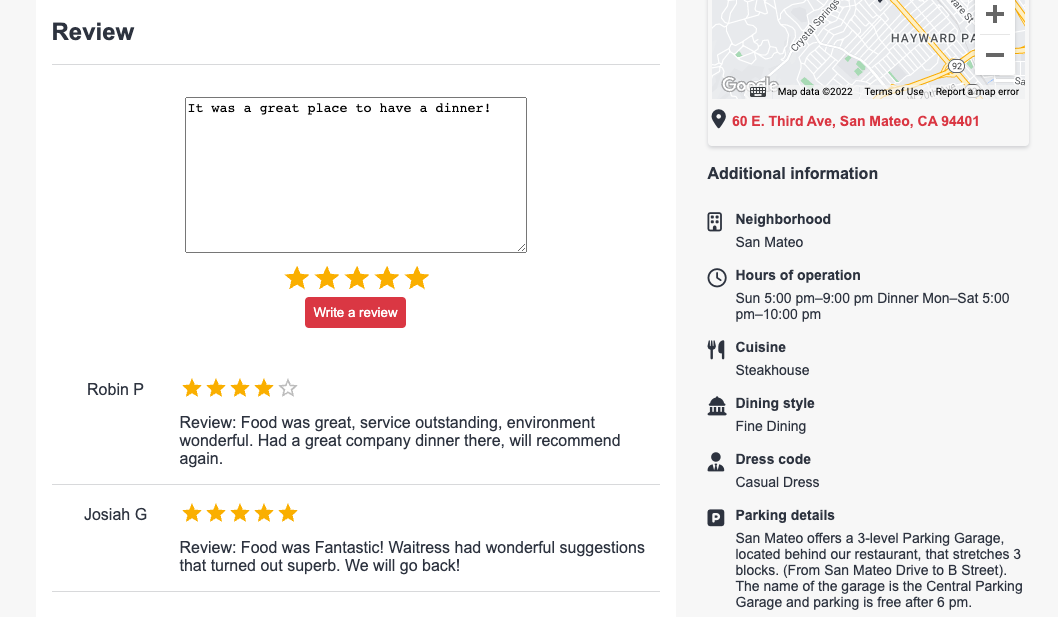 Review
It was a great place to have a dinner!
Write a review
Robin P
Review: Food was great, service outstanding, environment
wonderful. Had a great company dinner there, will recommend
again.
Josiah G
Review: Food was Fantastic! Waitress had wonderful suggestions
that turned out superb. We will go back!
Crystal Springs
HAYWARD PA
92
Google
Map data ©2022 Terms of Use Report a map error
60 E. Third Ave, San Mateo, CA 94401
Additional information
Neighborhood
San Mateo
Hours of operation
Sun 5:00 pm–9:00 pm Dinner Mon–Sat 5:00
pm–10:00 pm
Cuisine
Steakhouse
Dining style
Fine Dining
Dress code
Casual Dress
P
Parking details
San Mateo offers a 3-level Parking Garage,
located behind our restaurant, that stretches 3
blocks. (From San Mateo Drive to B Street).
The name of the garage is the Central Parking
Garage and parking is free after 6 pm.